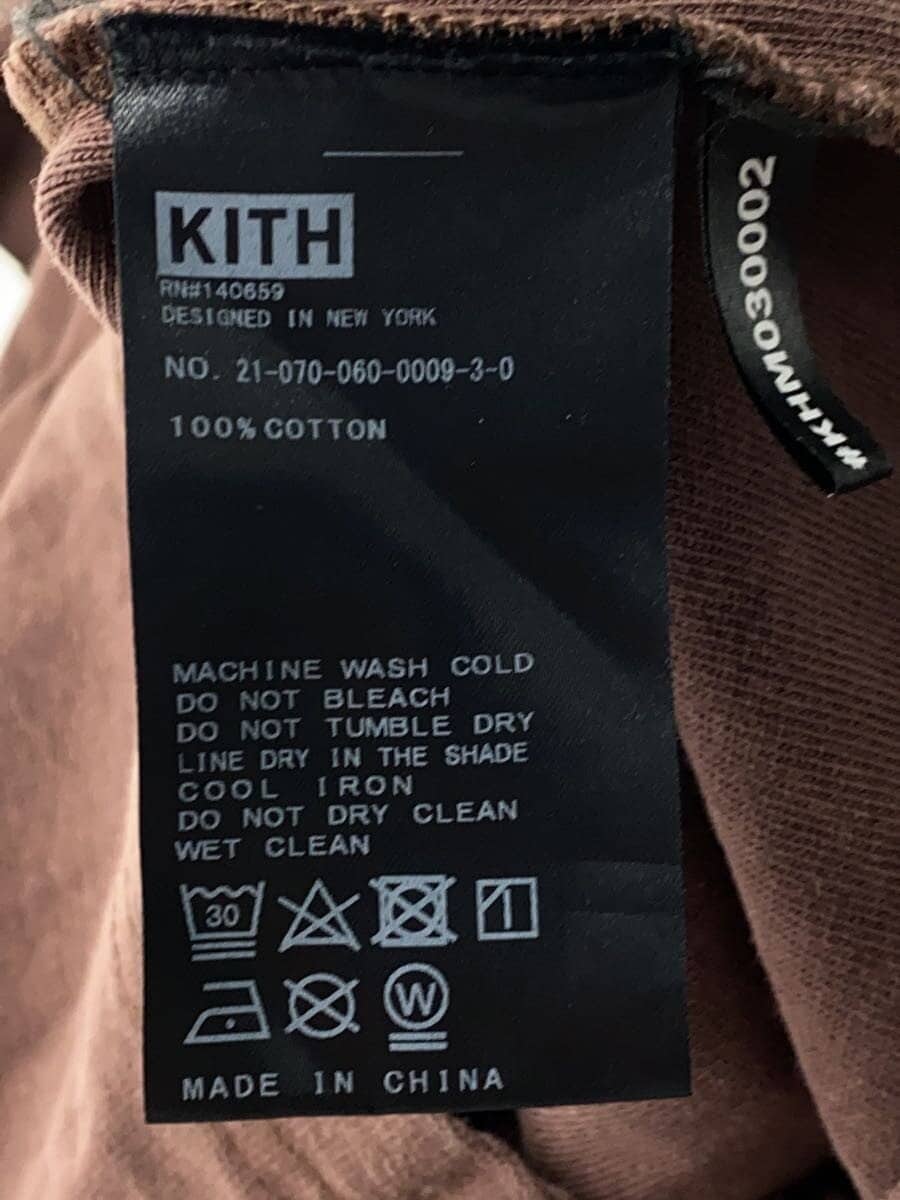 KITH
RN#140659
DESIGNED IN NEW YORK
NO. 21-070-060-0009-3-0
100% COTTON
MACHINE WASH COLD
DO NOT BLEACH
DO NOT TUMBLE DRY
LINE DRY IN THE SHADE
COOL IRON
DO NOT DRY CLEAN
WET CLEAN
30
W
MADE IN CHINA
#KHM030002